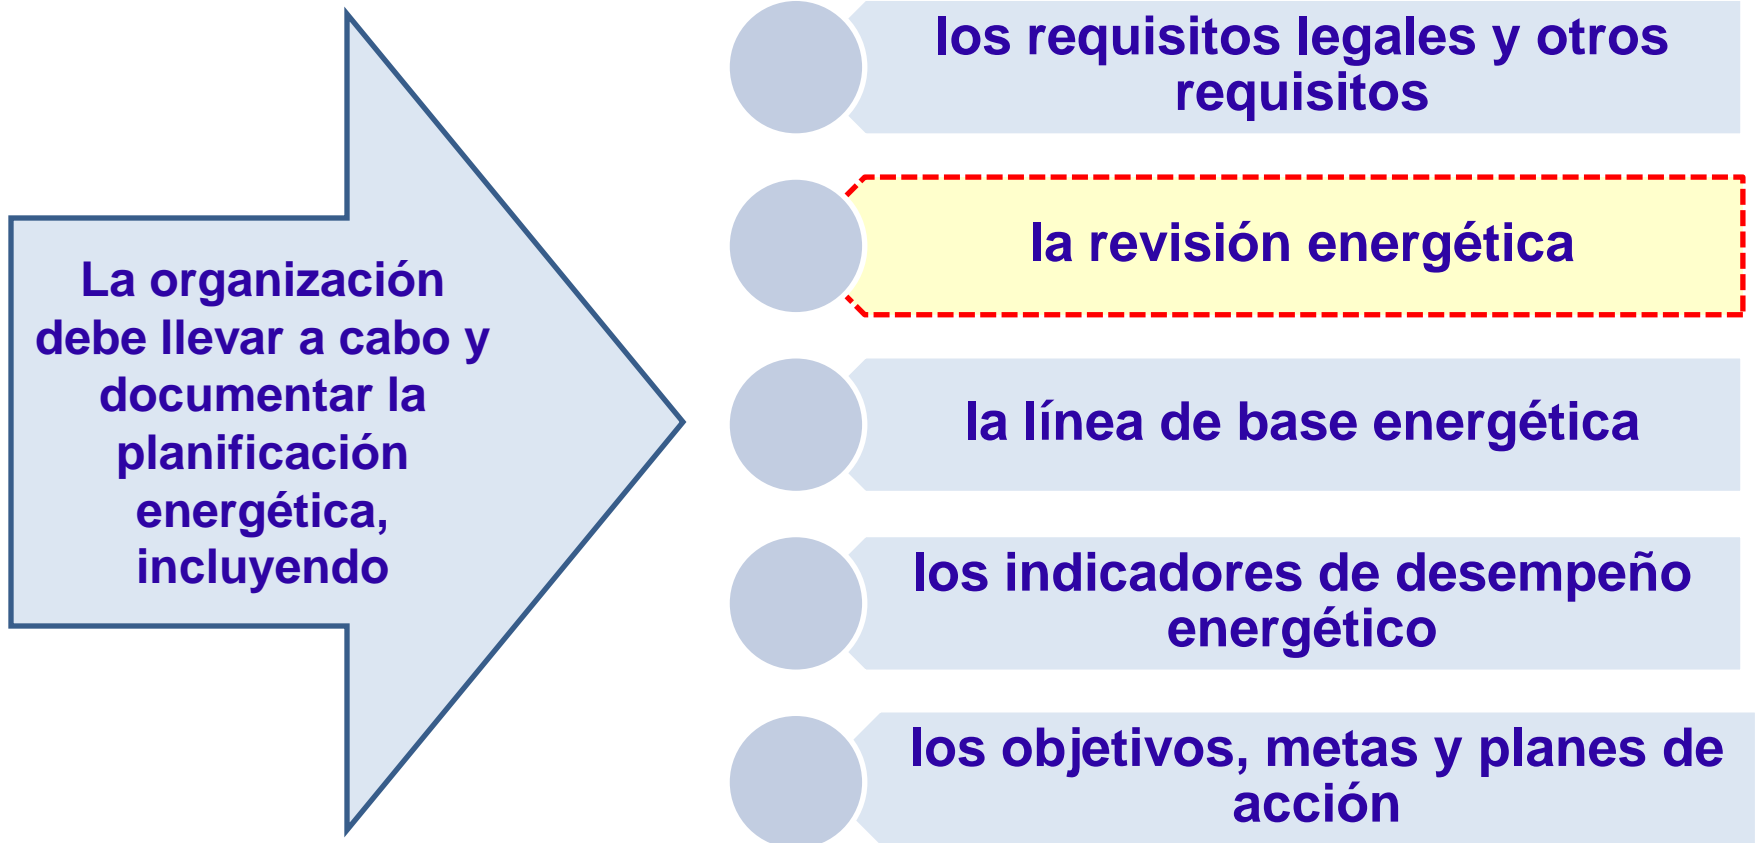 La organización
debe llevar a cabo y
documentar la
planificación
energética,
incluyendo
los requisitos legales y otros
requisitos
la revisión energética
la línea de base energética
los indicadores de desempeño
energético
los objetivos, metas y planes de
acción